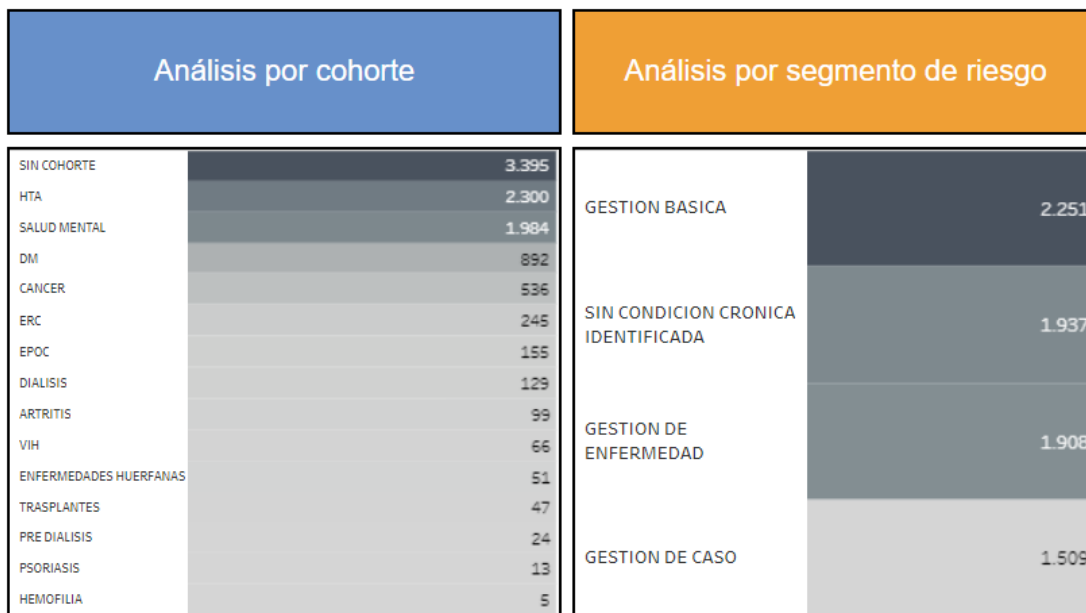 Análisis por cohorte
SIN COHORTE 3.395
HTA 2.300
SALUD MENTAL 1.984
DM 892
CANCER 536
ERC 245
EPOC 155
DIALISIS 129
ARTRITIS 99
VIH 66
ENFERMEDADES HUERFANAS 51
TRASPLANTES 47
PRE DIALISIS 24
PSORIASIS 13
HEMOFILIA 5
Análisis por segmento de riesgo
GESTION BASICA 2.251
SIN CONDICION CRONICA
IDENTIFICADA 1.937
GESTION DE
ENFERMEDAD 1.908
GESTION DE CASO 1.509